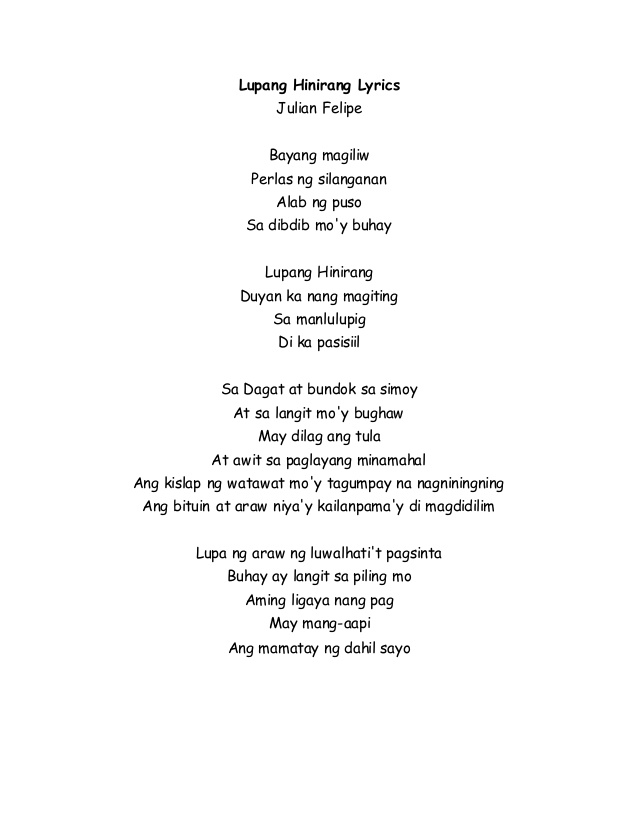 Lupang Hinirang Lyrics
Julian Felipe
Bayang magiliw
Perlas ng silanganan
Alab ng puso
Sa dibdib mo'y buhay
Lupang Hinirang
Duyan ka nang magiting
Sa manlulupig
Di ka pasisiil
Sa Dagat at bundok sa simoy
At sa langit mo'y bughaw
May dilag ang tula
At awit sa paglayang minamahal
Ang kislap ng watawat mo'y tagumpay na nagniningning
Ang bituin at araw niya'y kailanpama'y di magdidilim
Lupa ng araw ng luwalhati't pagsinta
Buhay ay langit sa piling mo
Aming ligaya nang pag
May mang-aapi
Ang mamatay ng dahil sayo